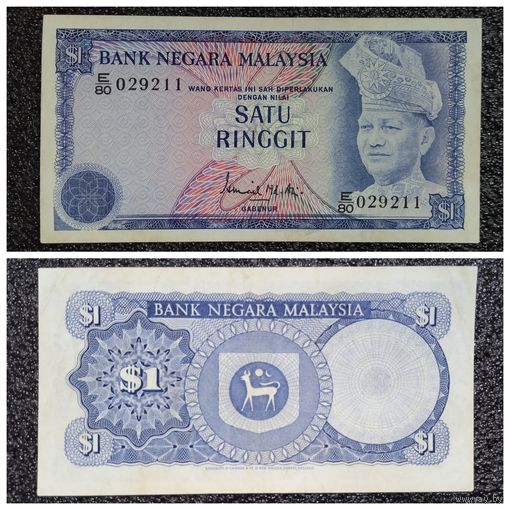 $1
BANK NEGARA MALAYSIA
E/80 029211
WANG KERTAS INI SAH DIPERLAKUKAN
DENGAN NILAI
SATU
RINGGIT
GABENUR
E/80 029211
$1
BANK NEGARA MALAYSIA
$1
$1
$1
$1
$1